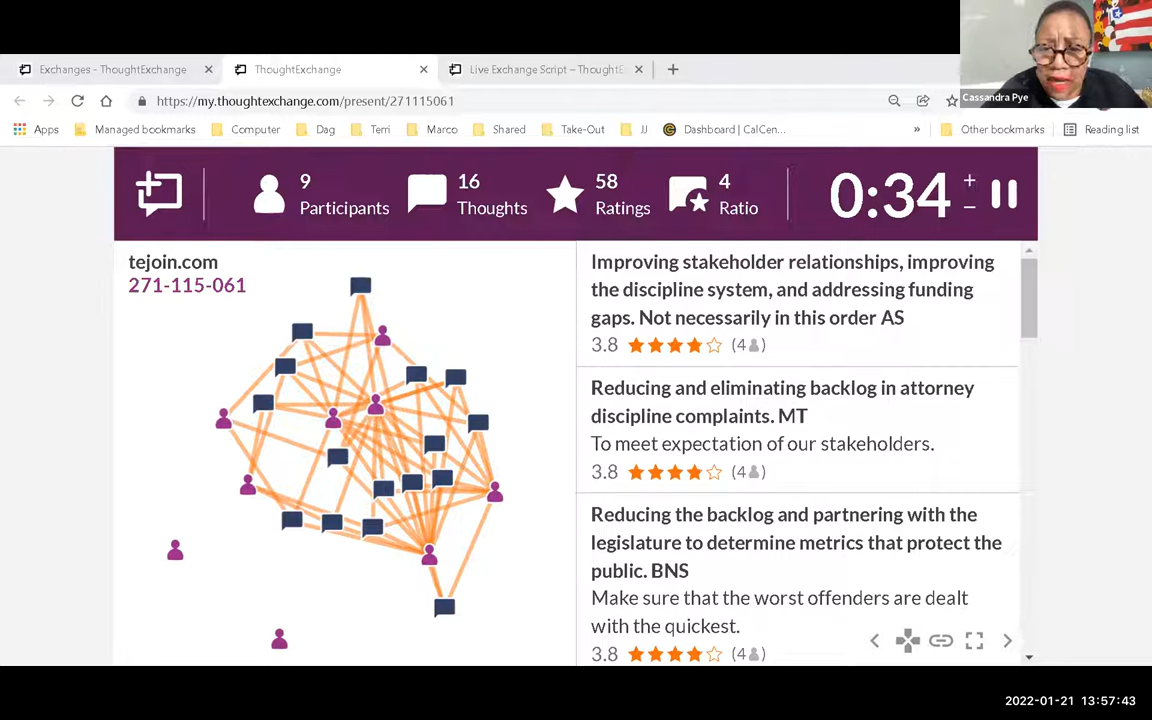 Cassandra Pye
Exchanges - ThoughtExchange
ThoughtExchange
Live Exchange Script – ThoughtE
https://my.thoughtexchange.com/present/271115061
Apps
Managed bookmarks
Computer
Dag
Terri
Marco
Shared
Take-Out
JJ
Dashboard | CalCen...
»
Other bookmarks
Reading list
9
Participants
16
Thoughts
58
Ratings
4
Ratio
0:34
+
−
tejoin.com
271-115-061
Improving stakeholder relationships, improving
the discipline system, and addressing funding
gaps. Not necessarily in this order AS
3.8 (4)
Reducing and eliminating backlog in attorney
discipline complaints. MT
To meet expectation of our stakeholders.
3.8 (4)
Reducing the backlog and partnering with the
legislature to determine metrics that protect the
public. BNS
Make sure that the worst offenders are dealt
with the quickest.
3.8 (4)
2022-01-21 13:57:43